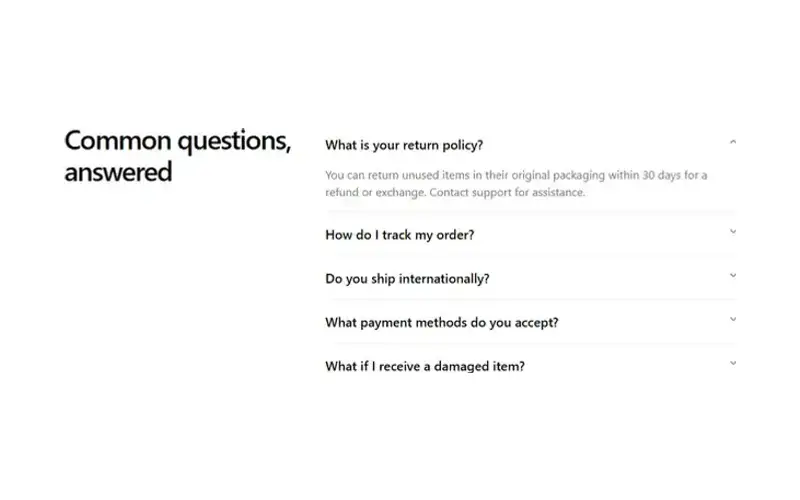 Common questions,
answered
What is your return policy?
You can return unused items in their original packaging within 30 days for a
refund or exchange. Contact support for assistance.
How do I track my order?
Do you ship internationally?
What payment methods do you accept?
What if I receive a damaged item?